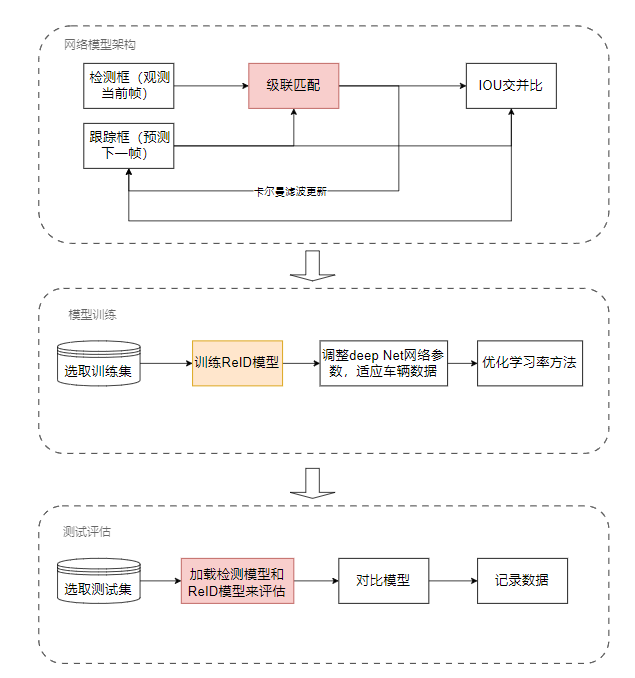 网络模型架构
检测框（观测
当前帧）
级联匹配
IOU交并比
跟踪框（预测
下一帧）
卡尔曼滤波更新
模型训练
选取训练集
训练ReID模型
调整deep Net网络参
数，适应车辆数据
优化学习率方法
测试评估
选取测试集
加载检测模型和
ReID模型来评估
对比模型
记录数据